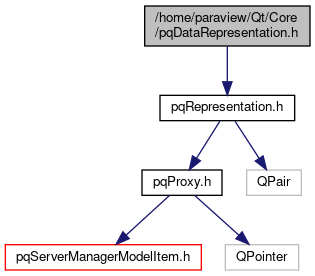 /home/paraview/Qt/Core
/pqDataRepresentation.h
pqRepresentation.h
pqProxy.h
QPair
pqServerManagerModelItem.h
QPointer